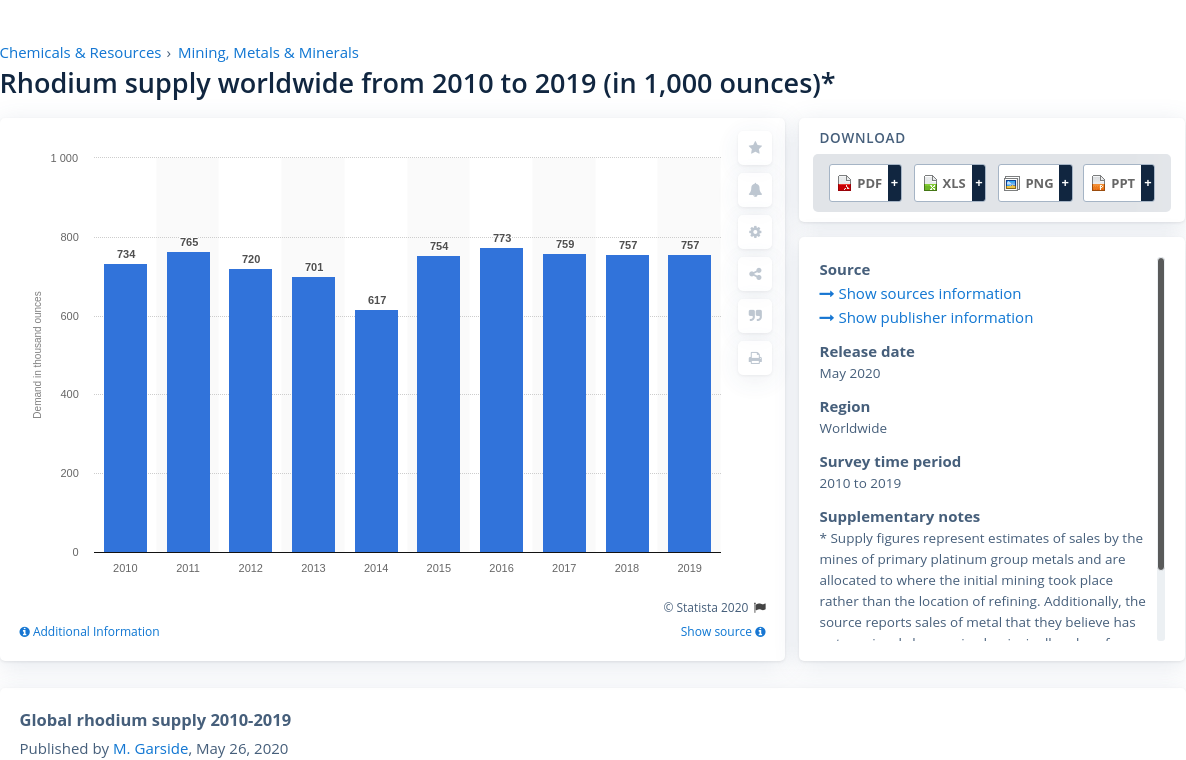 Chemicals & Resources › Mining, Metals & Minerals
Rhodium supply worldwide from 2010 to 2019 (in 1,000 ounces)*
Demand in thousand ounces
1 000
800
600
400
200
0
734
765
720
701
617
754
773
759
757
757
2010
2011
2012
2013
2014
2015
2016
2017
2018
2019
© Statista 2020
Additional Information
Show source
DOWNLOAD
PDF +
XLS +
PNG +
PPT +
Source
Show sources information
Show publisher information
Release date
May 2020
Region
Worldwide
Survey time period
2010 to 2019
Supplementary notes
* Supply figures represent estimates of sales by the
mines of primary platinum group metals and are
allocated to where the initial mining took place
rather than the location of refining. Additionally, the
source reports sales of metal that they believe has
Global rhodium supply 2010-2019
Published by M. Garside, May 26, 2020